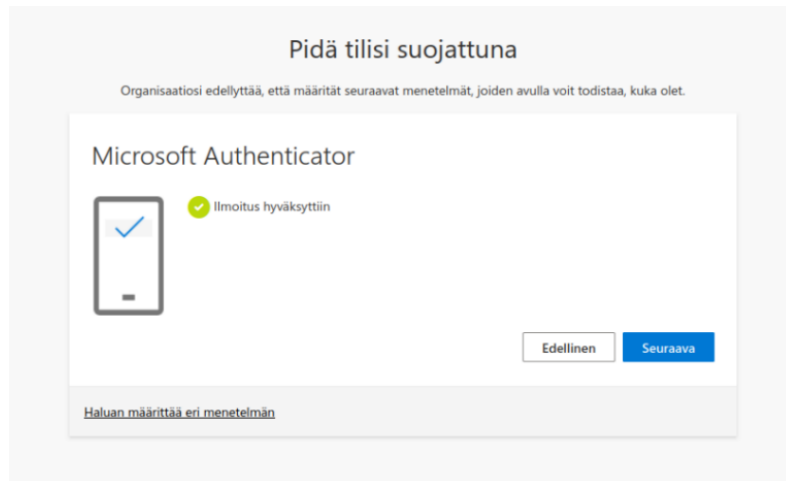 Pidä tilisi suojattuna
Organisaatiosi edellyttää, että määrität seuraavat menetelmät, joiden avulla voit todistaa, kuka olet.
Microsoft Authenticator
Ilmoitus hyväksyttiin
Edellinen
Seuraava
Haluan määrittää eri menetelmän